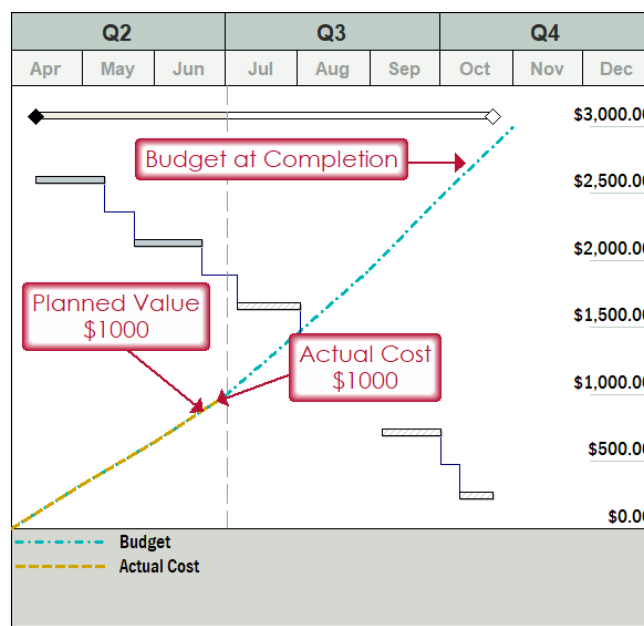 Q2 Q3 Q4
Apr May Jun Jul Aug Sep Oct Nov Dec
$3,000.00
Budget at Completion
$2,500.00
$2,000.00
Planned Value
$1000
$1,500.00
Actual Cost
$1000
$1,000.00
$500.00
$0.00
Budget
Actual Cost